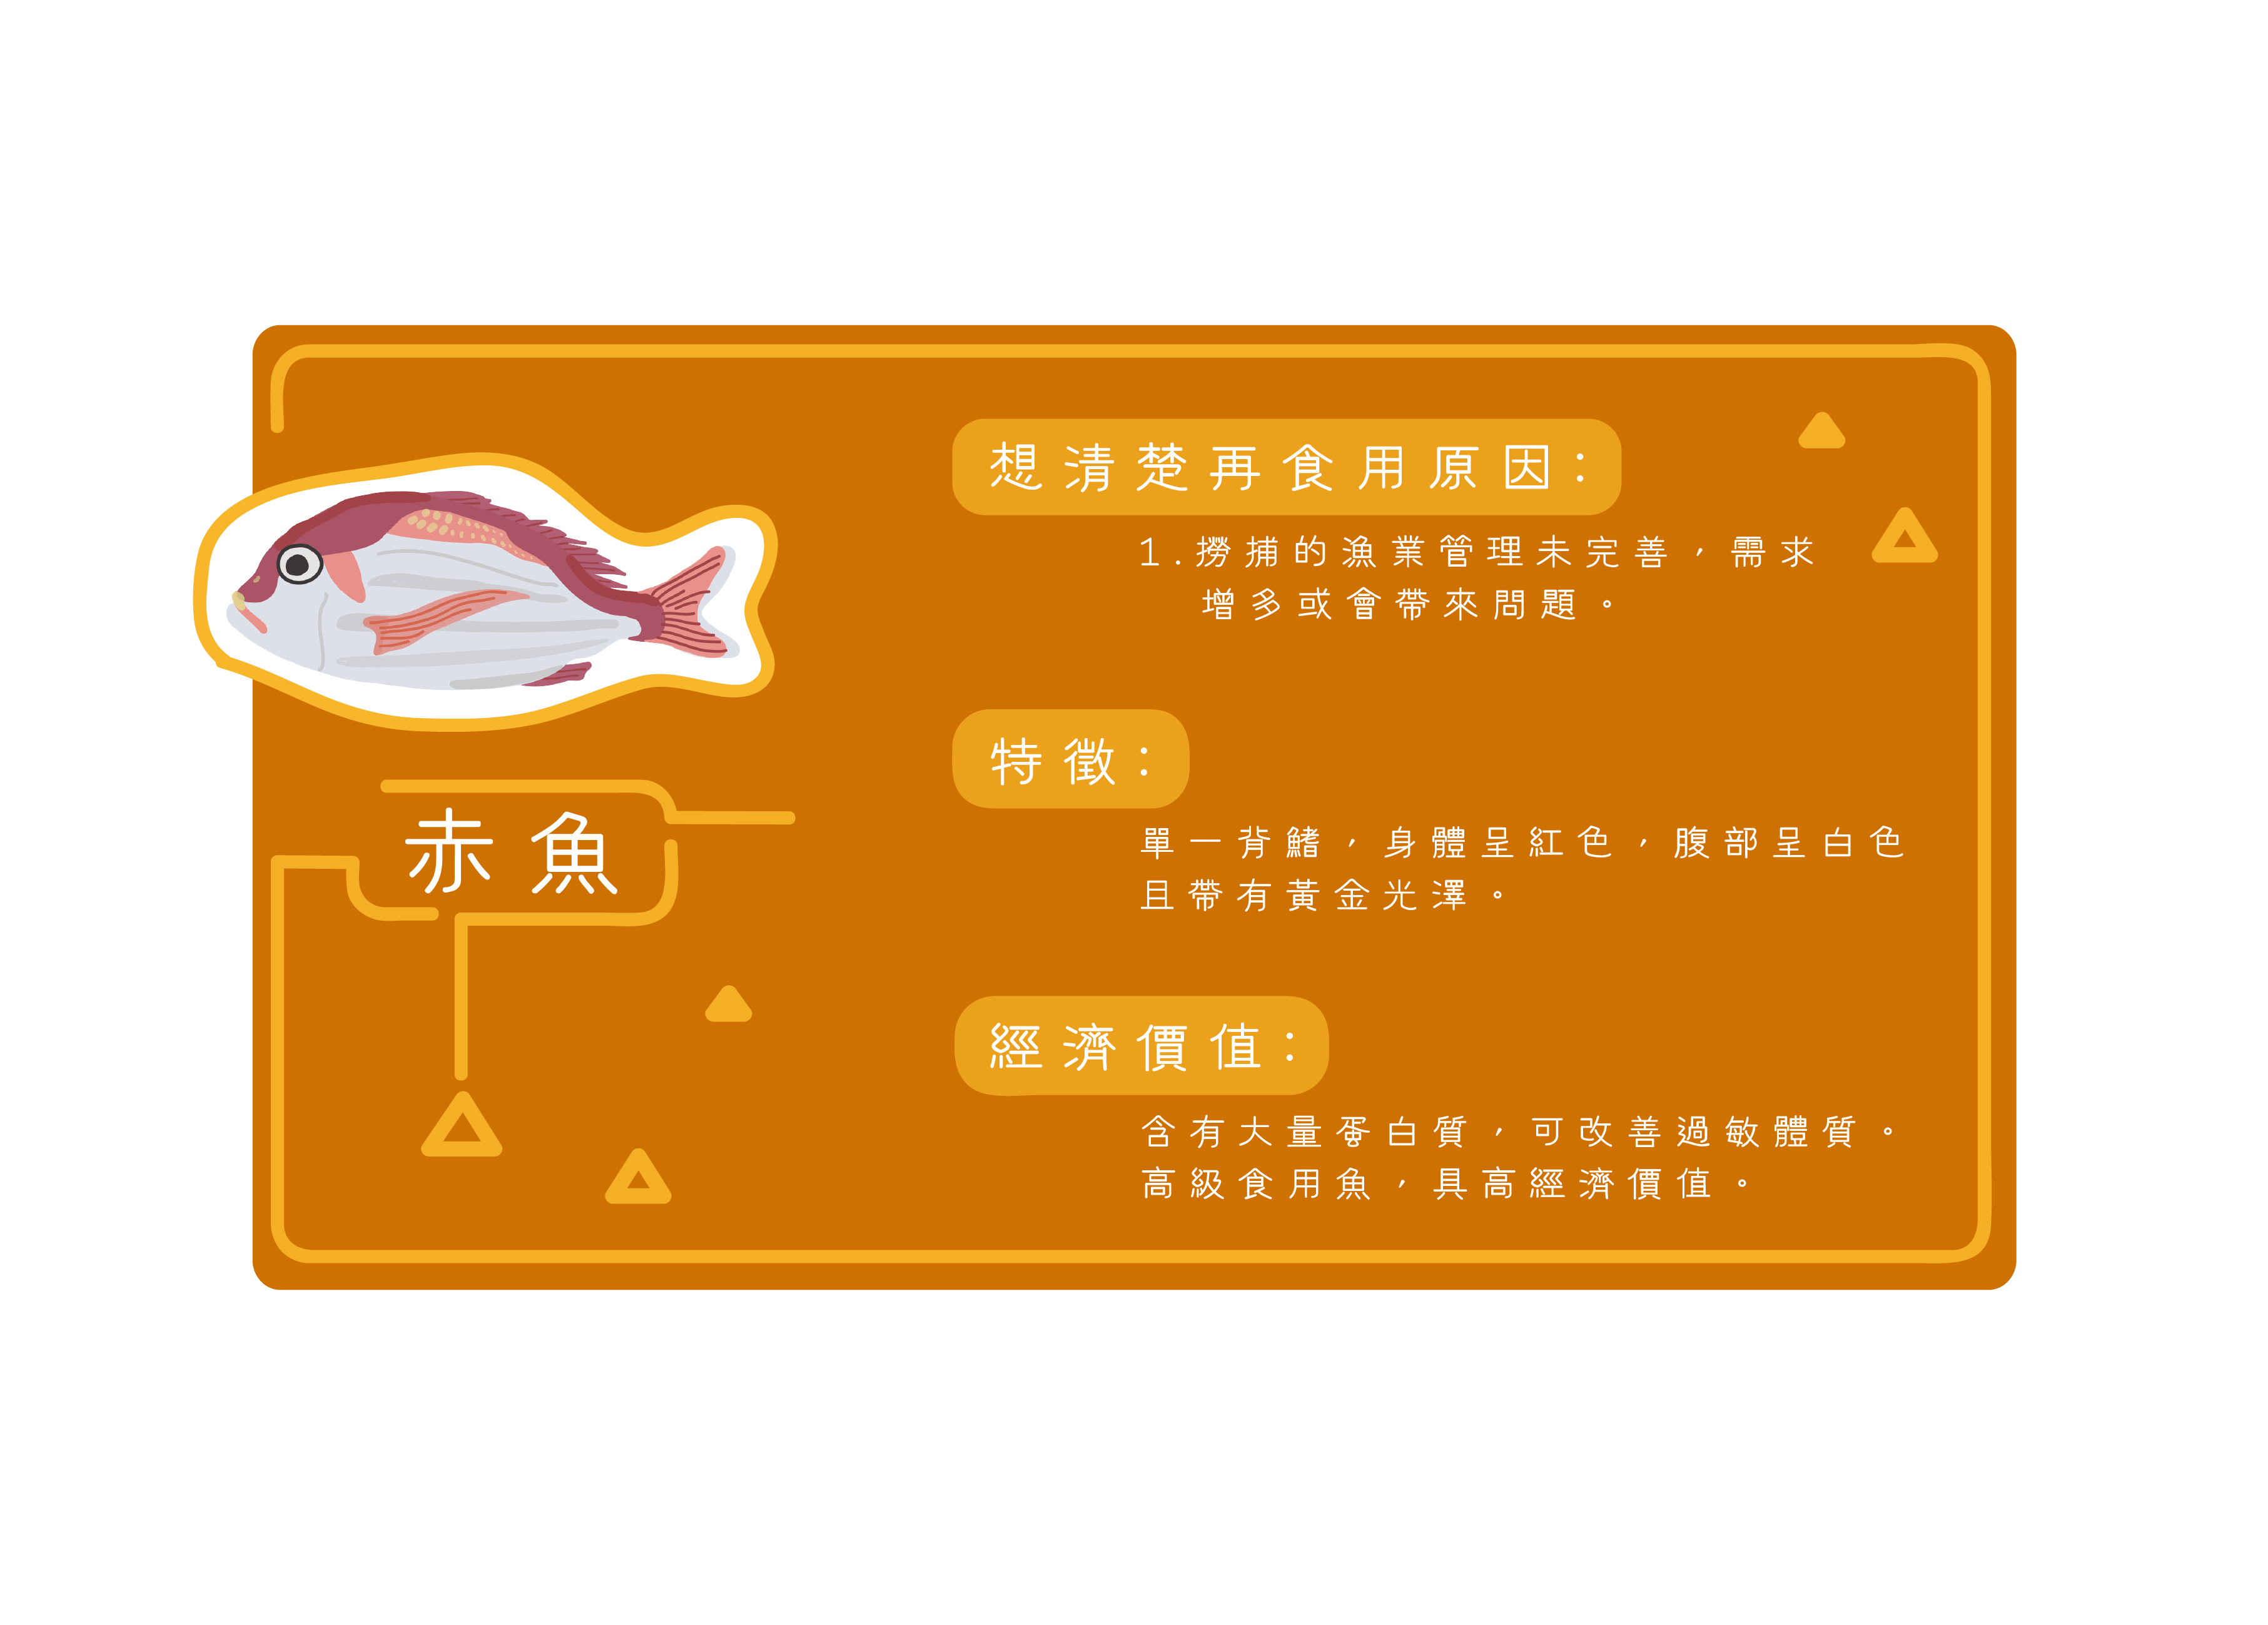 赤魚
想清楚再食用原因：
1.撈捕的漁業管理未完善，需求
增多或會帶來問題。
特徵：
單一背鰭，身體呈紅色，腹部呈白色
且帶有黃金光澤。
經濟價值：
含有大量蛋白質，可改善過敏體質。
高級食用魚，具高經濟價值。